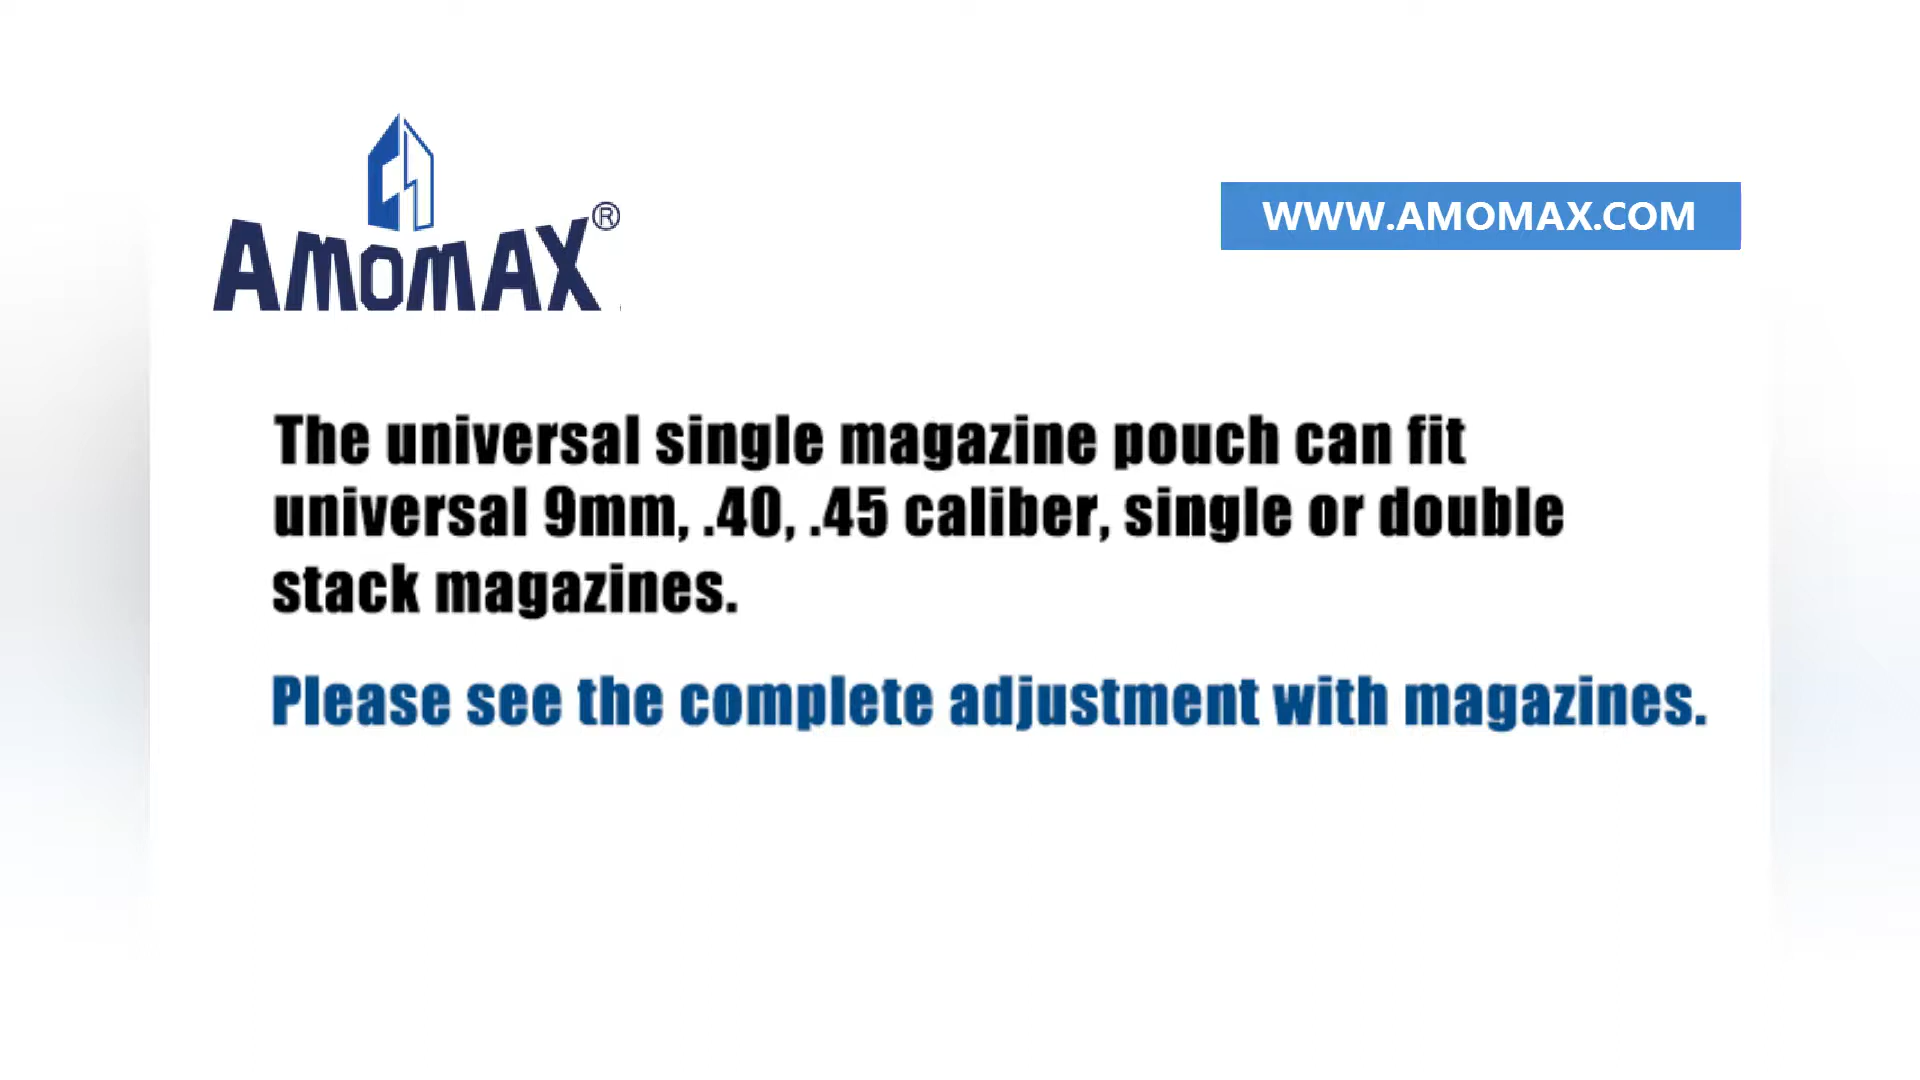 AMOMAX®
WWW.AMOMAX.COM
The universal single magazine pouch can fit
universal 9mm, .40, .45 caliber, single or double
stack magazines.
Please see the complete adjustment with magazines.